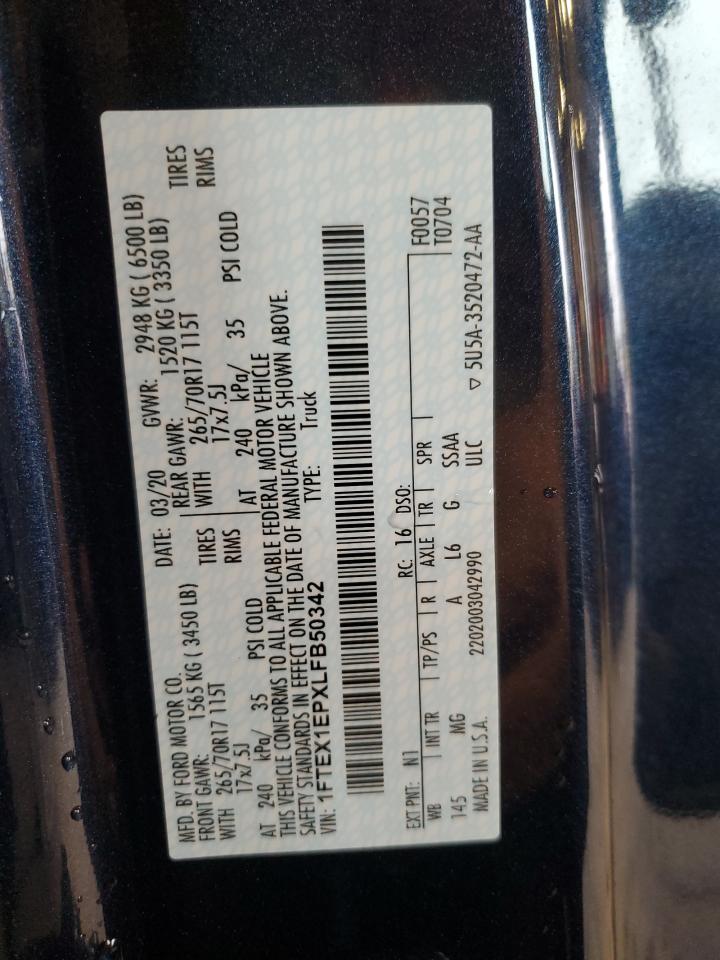 MFD. BY FORD MOTOR CO. DATE: 03/20 GVWR: 2948 KG ( 6500 LB)
FRONT GAWR: 1565 KG ( 3450 LB) REAR GAWR: 1520 KG ( 3350 LB)
WITH 265/70R17 115T TIRES WITH 265/70R17 115T TIRES
17x7.5J RIMS 17x7.5J RIMS
AT 240 kPa/ 35 PSI COLD AT 240 kPa/ 35 PSI COLD
THIS VEHICLE CONFORMS TO ALL APPLICABLE FEDERAL MOTOR VEHICLE
SAFETY STANDARDS IN EFFECT ON THE DATE OF MANUFACTURE SHOWN ABOVE.
VIN: 1FTEX1EPXLFB50342 TYPE: Truck
EXT PNT: N1 RC: 16 DSO: F0057
WB INT TR TP/PS R AXLE TR SPR T0704
145 MG A L6 G SSAA
MADE IN U.S.A. 2202003042990 ULC ▽ 5U5A-3520472-AA